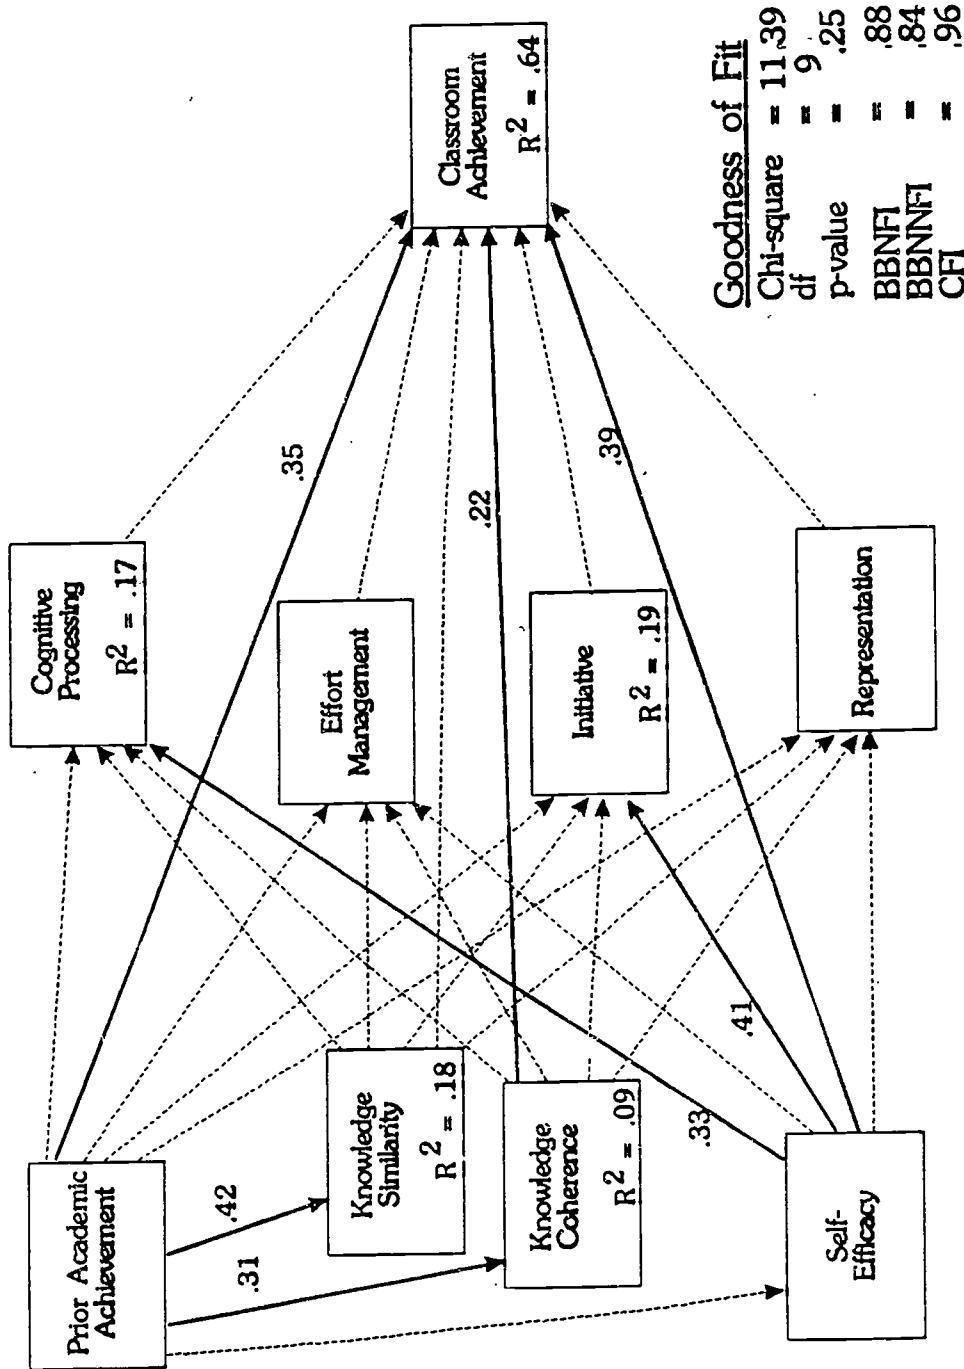 Prior Academic
Achievement
.42
.31
Knowledge
Similarity
R² = .18
Knowledge
Coherence
R² = .09
Self-
Efficacy
.33
.41
Cognitive
Processing
R² = .17
Effort
Management
Initiative
R² = .19
Representation
.35
.22
.39
Classroom
Achievement
R² = .64
Goodness of Fit
Chi-square = 11.39
df = 9
p-value = .25
BBNFI = .88
BBNNFI = .84
CFI = .96